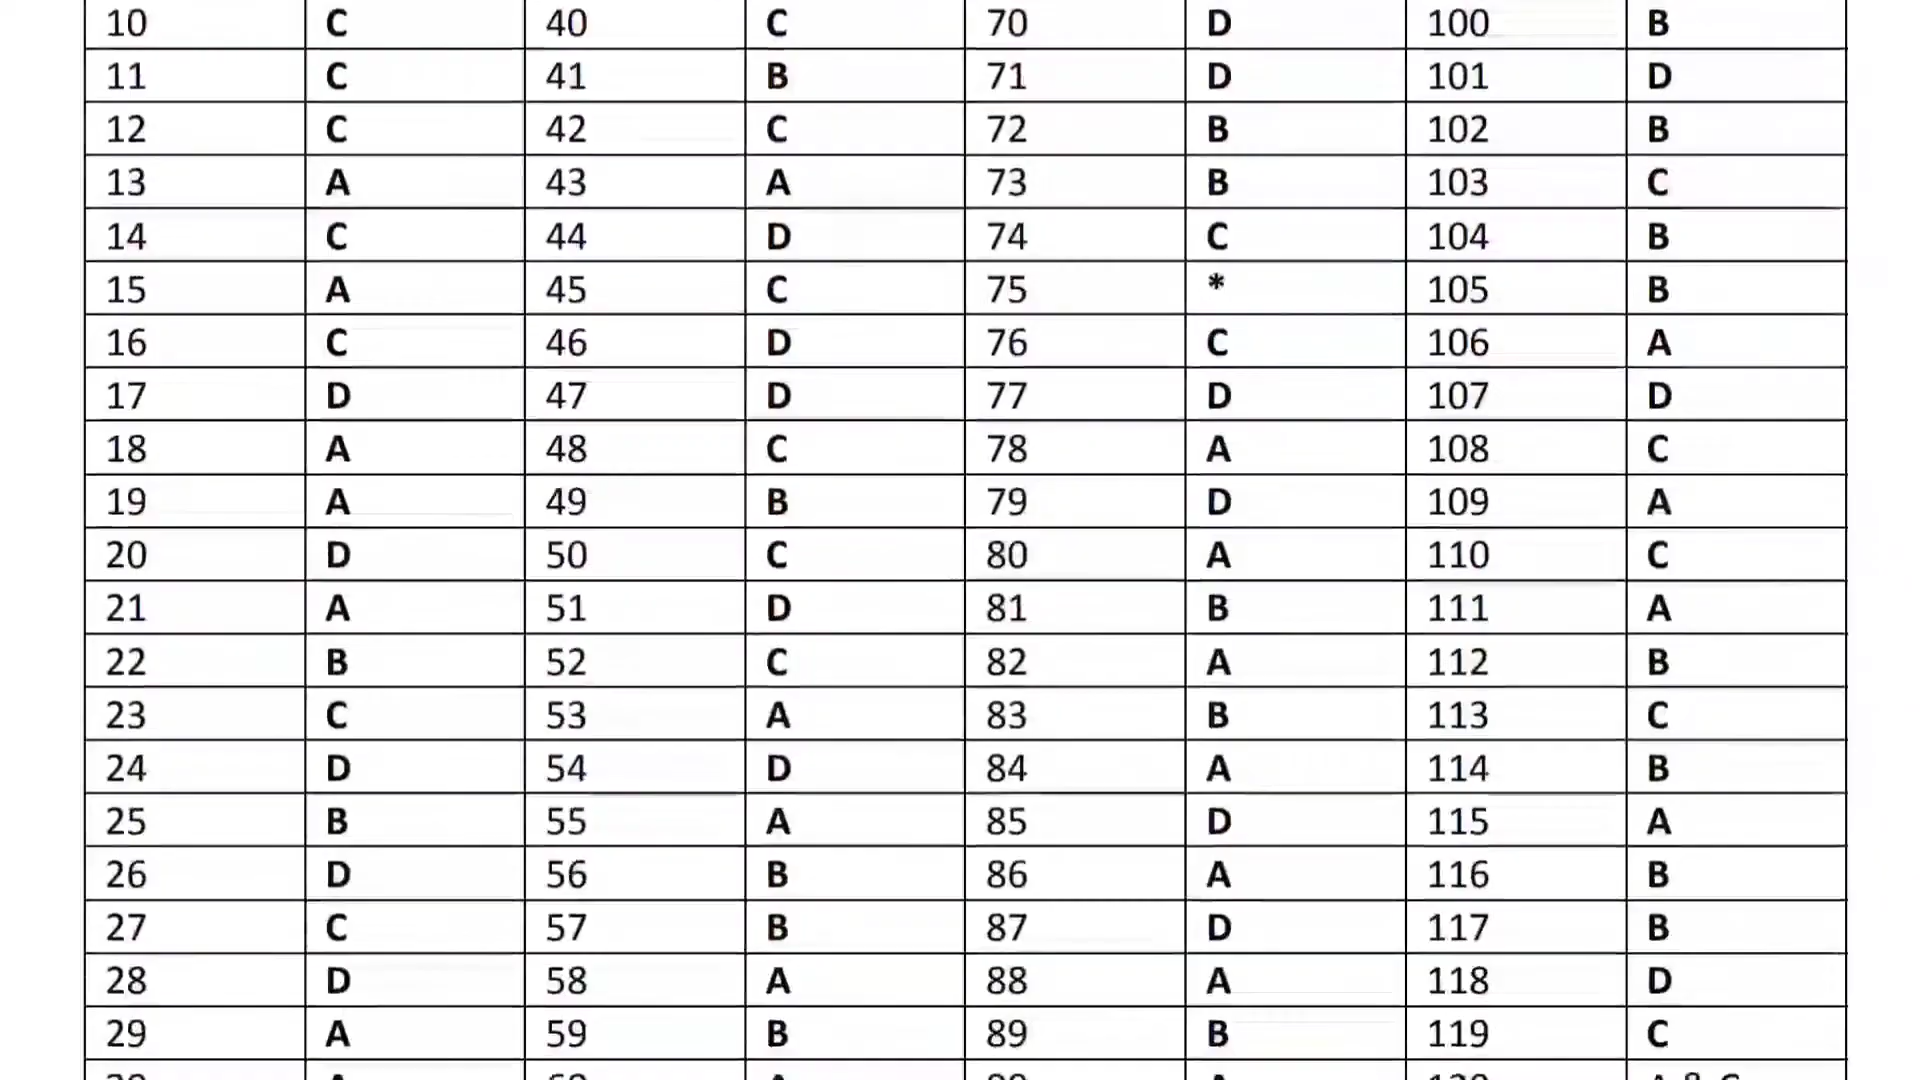 10 C 40 C 70 D 100 B
11 C 41 B 71 D 101 D
12 C 42 C 72 B 102 B
13 A 43 A 73 B 103 C
14 C 44 D 74 C 104 B
15 A 45 C 75 * 105 B
16 C 46 D 76 C 106 A
17 D 47 D 77 D 107 D
18 A 48 C 78 A 108 C
19 A 49 B 79 D 109 A
20 D 50 C 80 A 110 C
21 A 51 D 81 B 111 A
22 B 52 C 82 A 112 B
23 C 53 A 83 B 113 C
24 D 54 D 84 A 114 B
25 B 55 A 85 D 115 A
26 D 56 B 86 A 116 B
27 C 57 B 87 D 117 B
28 D 58 A 88 A 118 D
29 A 59 B 89 B 119 C